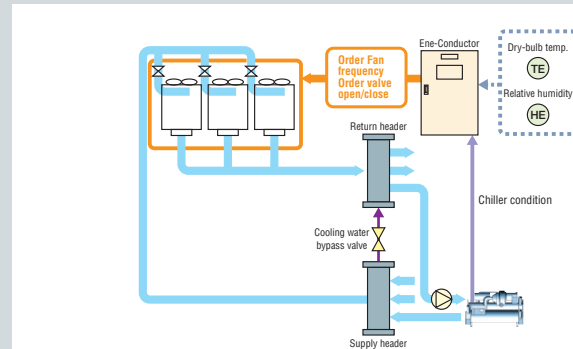 Ene-Conductor
Dry-bulb temp.
TE
Relative humidity
HE
Order Fan
frequency
Order valve
open/close
Return header
Chiller condition
Cooling water
bypass valve
Supply header